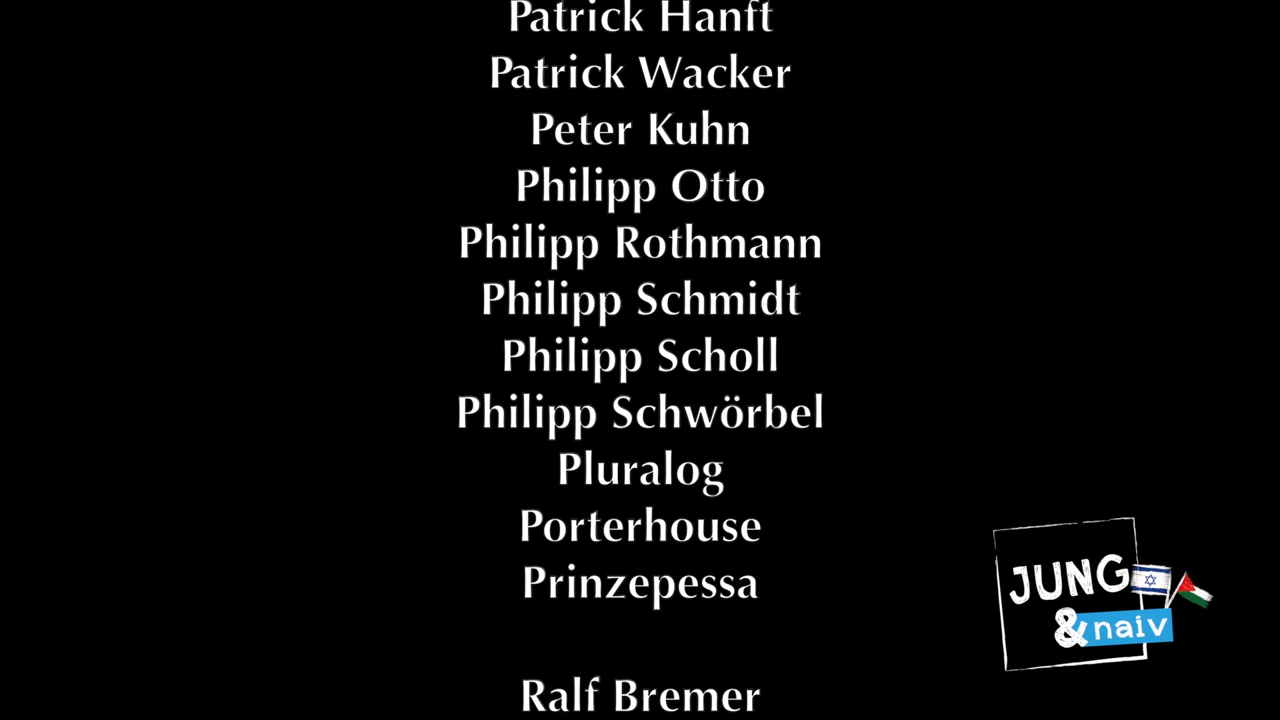 Patrick Hanft
Patrick Wacker
Peter Kuhn
Philipp Otto
Philipp Rothmann
Philipp Schmidt
Philipp Scholl
Philipp Schwörbel
Pluralog
Porterhouse
Prinzepessa
Ralf Bremer
JUNG
& naiv